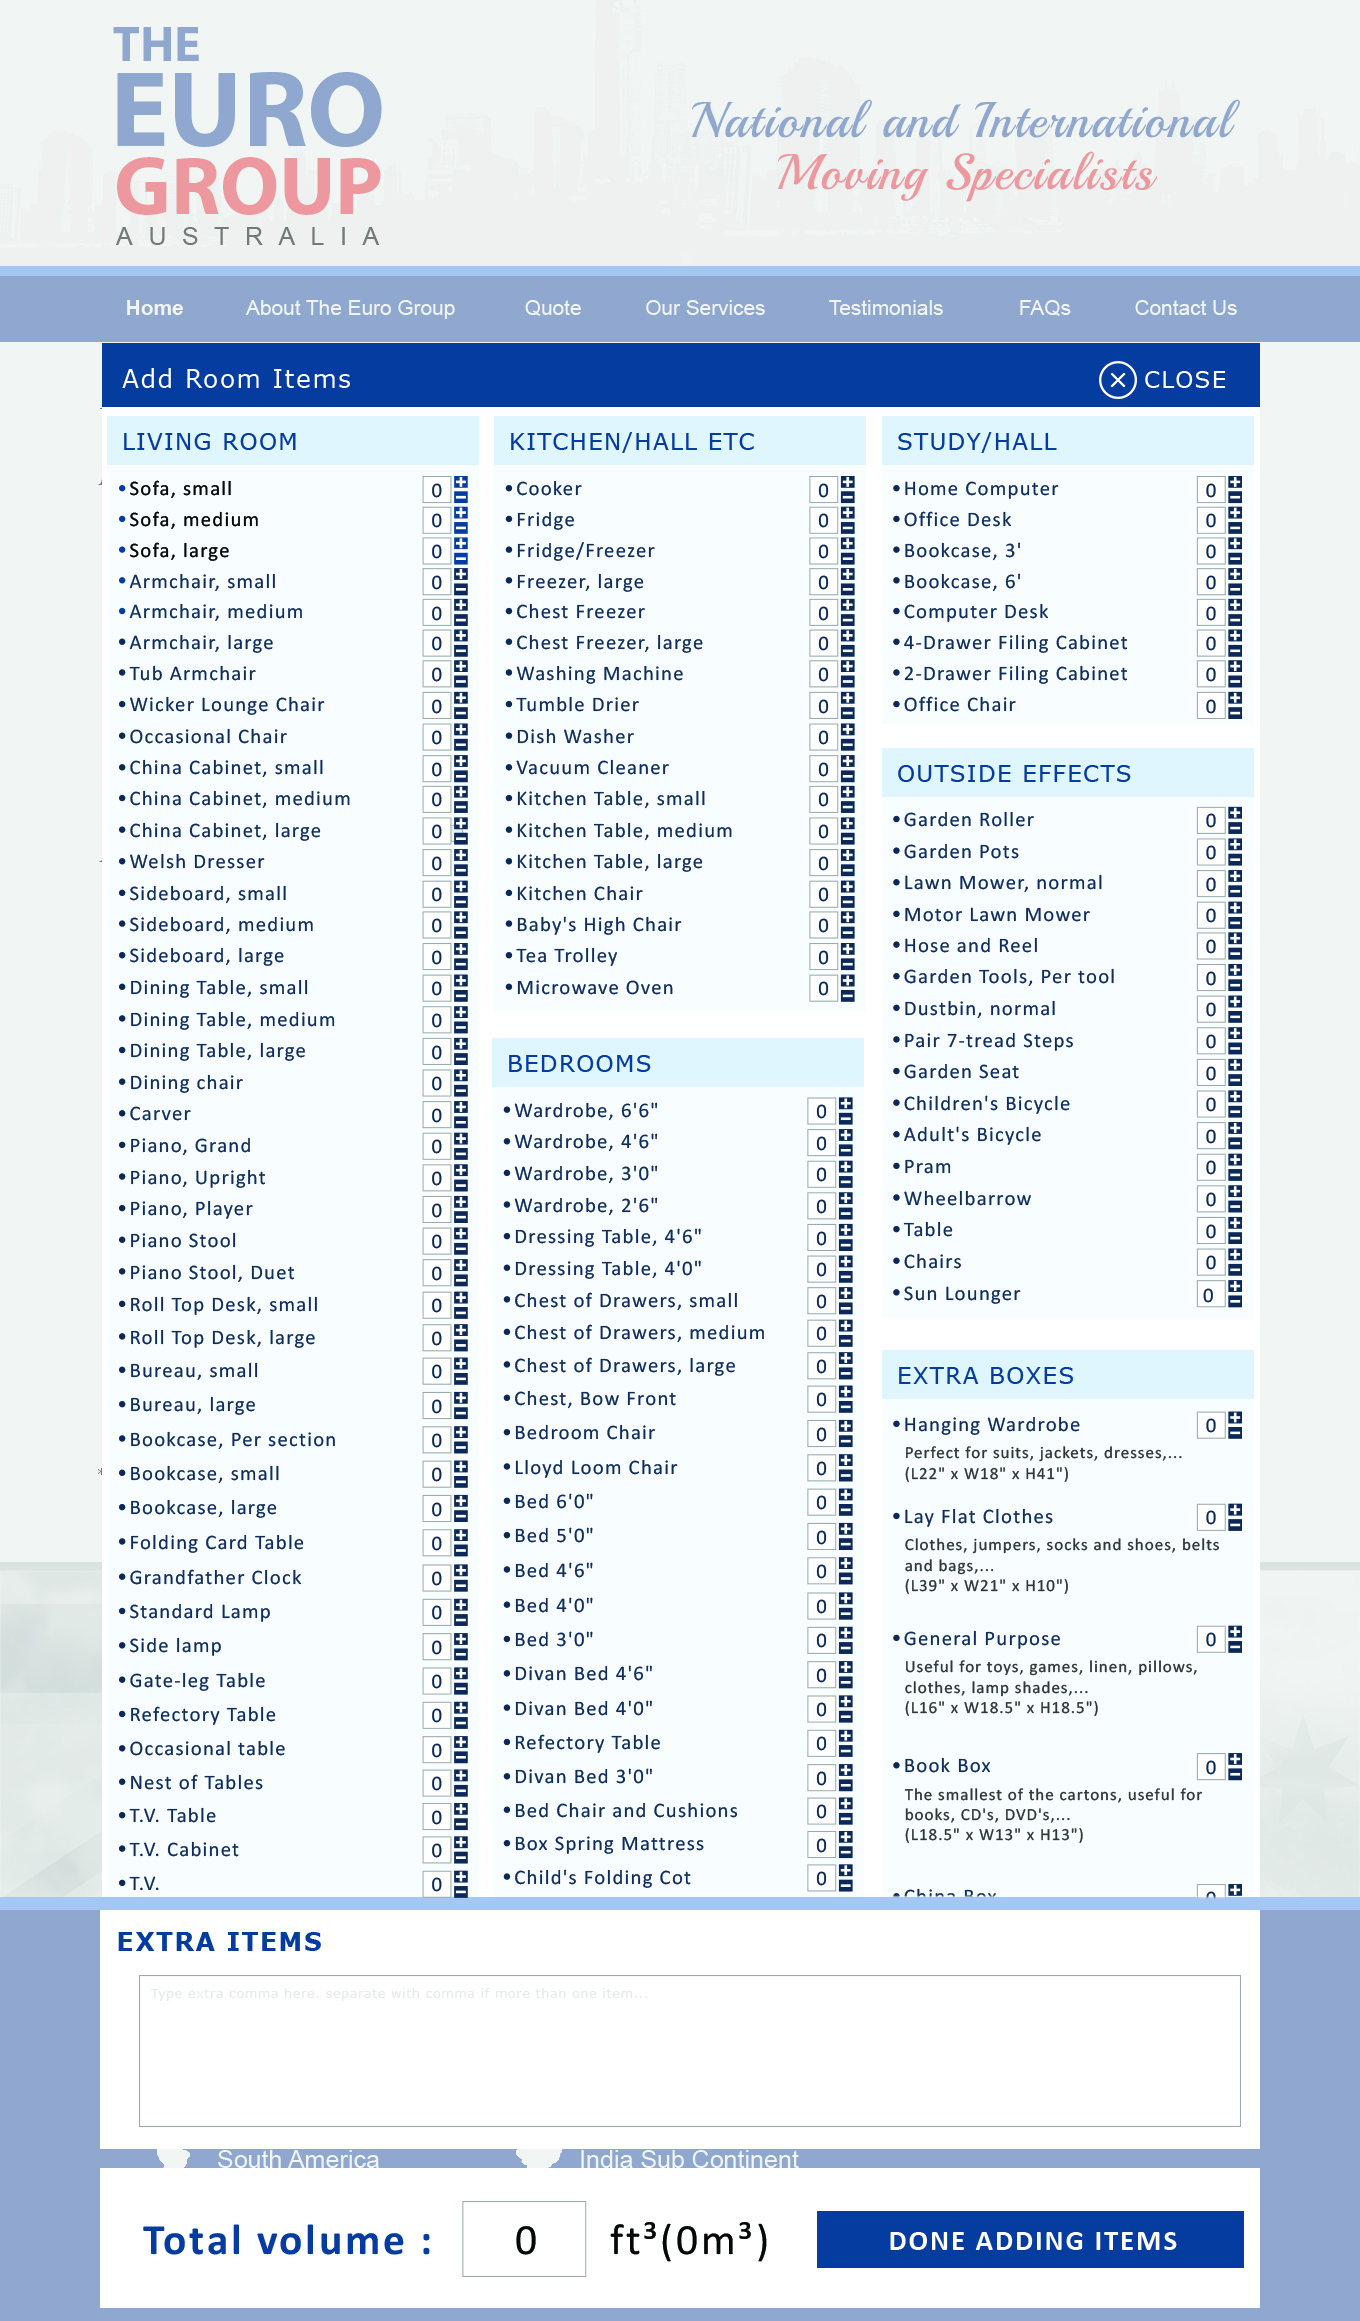 THE
EURO
GROUP
AUSTRALIA
National and International
Moving Specialists
Home About The Euro Group Quote Our Services Testimonials FAQs Contact Us
Add Room Items
CLOSE
LIVING ROOM
•Sofa, small 0
•Sofa, medium 0
•Sofa, large 0
•Armchair, small 0
•Armchair, medium 0
•Armchair, large 0
•Tub Armchair 0
•Wicker Lounge Chair 0
•Occasional Chair 0
•China Cabinet, small 0
•China Cabinet, medium 0
•China Cabinet, large 0
•Welsh Dresser 0
•Sideboard, small 0
•Sideboard, medium 0
•Sideboard, large 0
•Dining Table, small 0
•Dining Table, medium 0
•Dining Table, large 0
•Dining chair 0
•Carver 0
•Piano, Grand 0
•Piano, Upright 0
•Piano, Player 0
•Piano Stool 0
•Piano Stool, Duet 0
•Roll Top Desk, small 0
•Roll Top Desk, large 0
•Bureau, small 0
•Bureau, large 0
•Bookcase, Per section 0
•Bookcase, small 0
•Bookcase, large 0
•Folding Card Table 0
•Grandfather Clock 0
•Standard Lamp 0
•Side lamp 0
•Gate-leg Table 0
•Refectory Table 0
•Occasional table 0
•Nest of Tables 0
•T.V. Table 0
•T.V. Cabinet 0
•T.V. 0
KITCHEN/HALL ETC
•Cooker 0
•Fridge 0
•Fridge/Freezer 0
•Freezer, large 0
•Chest Freezer 0
•Chest Freezer, large 0
•Washing Machine 0
•Tumble Drier 0
•Dish Washer 0
•Vacuum Cleaner 0
•Kitchen Table, small 0
•Kitchen Table, medium 0
•Kitchen Table, large 0
•Kitchen Chair 0
•Baby's High Chair 0
•Tea Trolley 0
•Microwave Oven 0
BEDROOMS
•Wardrobe, 6'6" 0
•Wardrobe, 4'6" 0
•Wardrobe, 3'0" 0
•Wardrobe, 2'6" 0
•Dressing Table, 4'6" 0
•Dressing Table, 4'0" 0
•Chest of Drawers, small 0
•Chest of Drawers, medium 0
•Chest of Drawers, large 0
•Chest, Bow Front 0
•Bedroom Chair 0
•Lloyd Loom Chair 0
•Bed 6'0" 0
•Bed 5'0" 0
•Bed 4'6" 0
•Bed 4'0" 0
•Bed 3'0" 0
•Divan Bed 4'6" 0
•Divan Bed 4'0" 0
•Refectory Table 0
•Divan Bed 3'0" 0
•Bed Chair and Cushions 0
•Box Spring Mattress 0
•Child's Folding Cot 0
STUDY/HALL
•Home Computer 0
•Office Desk 0
•Bookcase, 3' 0
•Bookcase, 6' 0
•Computer Desk 0
•4-Drawer Filing Cabinet 0
•2-Drawer Filing Cabinet 0
•Office Chair 0
OUTSIDE EFFECTS
•Garden Roller 0
•Garden Pots 0
•Lawn Mower, normal 0
•Motor Lawn Mower 0
•Hose and Reel 0
•Garden Tools, Per tool 0
•Dustbin, normal 0
•Pair 7-tread Steps 0
•Garden Seat 0
•Children's Bicycle 0
•Adult's Bicycle 0
•Pram 0
•Wheelbarrow 0
•Table 0
•Chairs 0
•Sun Lounger 0
EXTRA BOXES
•Hanging Wardrobe 0
Perfect for suits, jackets, dresses,...
(L22" x W18" x H41")
•Lay Flat Clothes 0
Clothes, jumpers, socks and shoes, belts
and bags,...
(L39" x W21" x H10")
•General Purpose 0
Useful for toys, games, linen, pillows,
clothes, lamp shades,...
(L16" x W18.5" x H18.5")
•Book Box 0
The smallest of the cartons, useful for
books, CD's, DVD's,...
(L18.5" x W13" x H13")
•China Box 0
EXTRA ITEMS
Type extra comma here. separate with comma if more than one item...
South America India Sub Continent
Total volume : 0 ft³(0m³)
DONE ADDING ITEMS